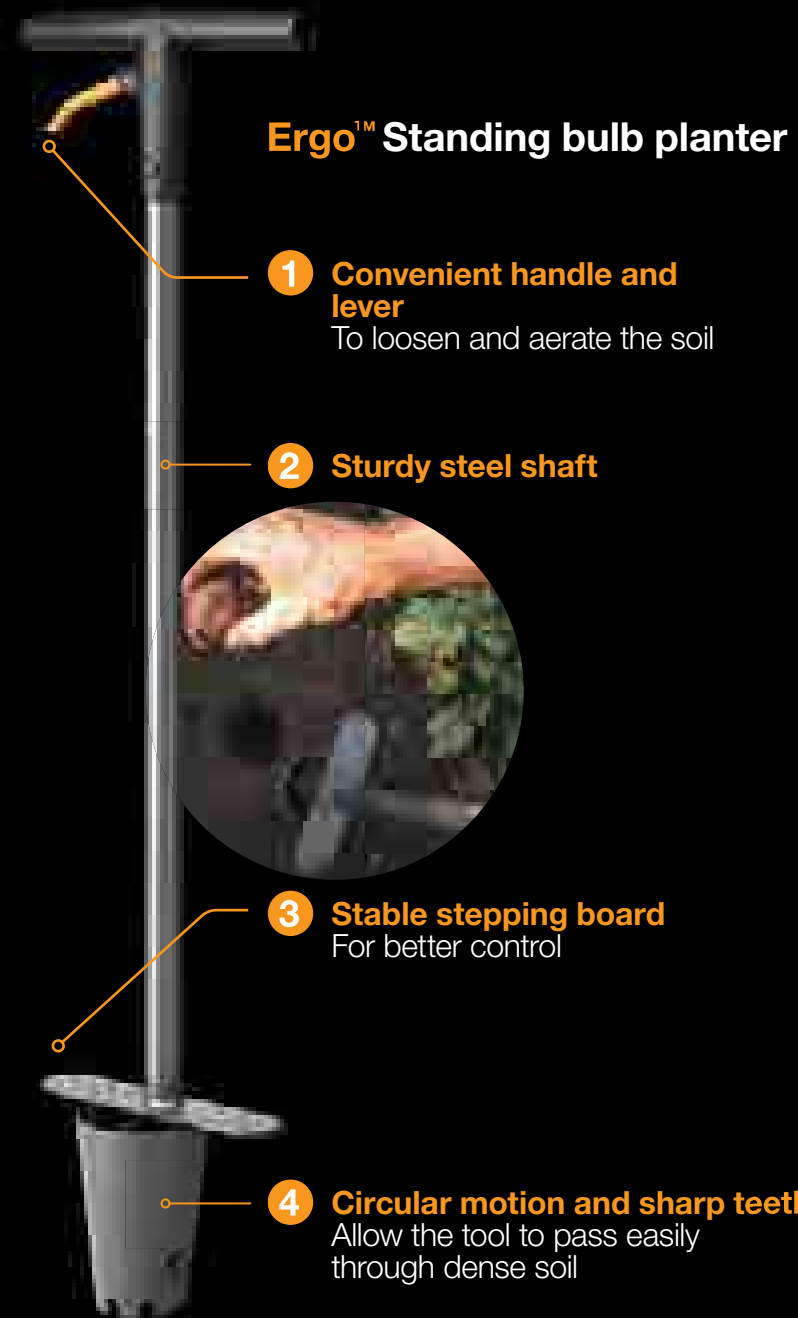 Ergo™ Standing bulb planter
1 Convenient handle and
lever
To loosen and aerate the soil
2 Sturdy steel shaft
3 Stable stepping board
For better control
4 Circular motion and sharp teeth
Allow the tool to pass easily
through dense soil